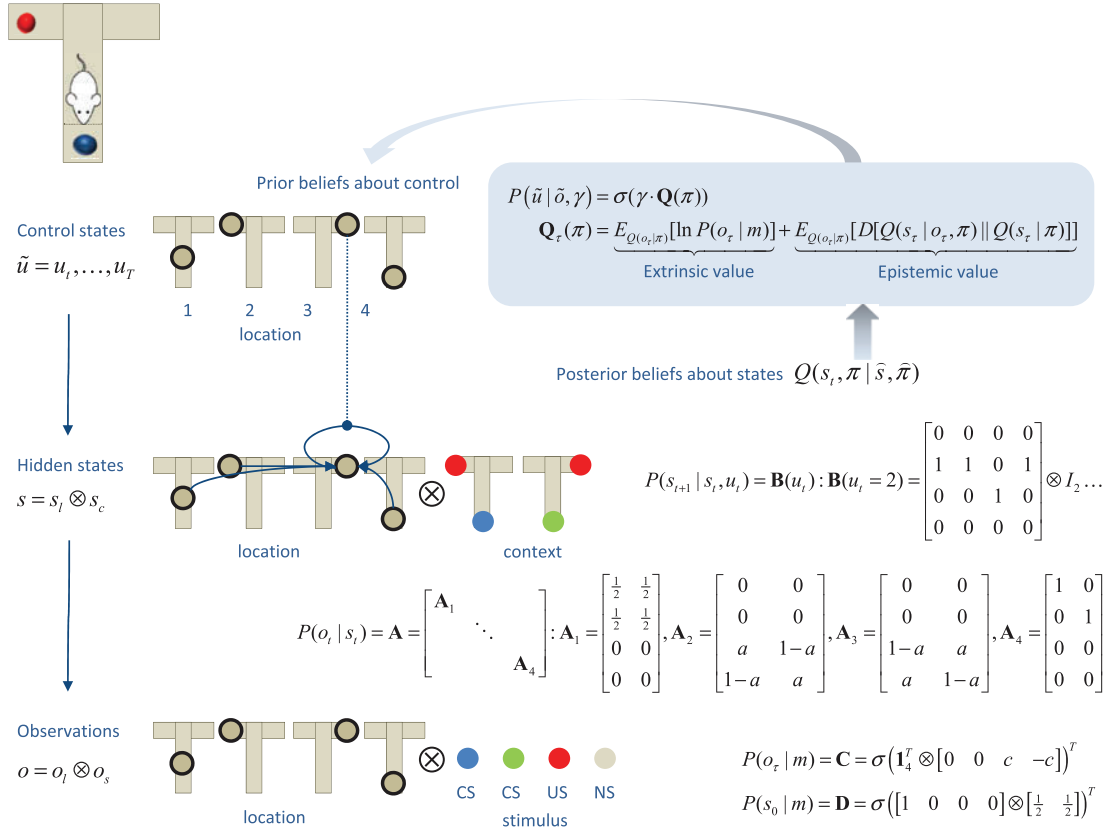 Prior beliefs about control
P(ũ | õ, γ) = σ(γ · Q(π))
Q_τ(π) = E_{Q(o_τ|π)}[ln P(o_τ | m)] + E_{Q(o_τ|π)}[D[Q(s_τ | o_τ, π) || Q(s_τ | π)]]
Extrinsic value Epistemic value
Control states
ũ = u_t, …, u_T
1 2 3 4
location
Posterior beliefs about states Q(s_t, π | ŝ, π̂)
Hidden states
s = s_l ⊗ s_c
location
context
P(s_{t+1} | s_t, u_t) = B(u_t) : B(u_t = 2) = [0 0 0 0; 1 1 0 1; 0 0 1 0; 0 0 0 0] ⊗ I_2 …
P(o_t | s_t) = A = [A_1 ⋱ A_4] : A_1 = [½ ½; ½ ½; 0 0; 0 0], A_2 = [0 0; 0 0; a 1−a; 1−a a], A_3 = [0 0; 0 0; 1−a a; a 1−a], A_4 = [1 0; 0 1; 0 0; 0 0]
Observations
o = o_l ⊗ o_s
location
CS CS US NS
stimulus
P(o_τ | m) = C = σ(1_4^T ⊗ [0 0 c −c])^T
P(s_0 | m) = D = σ([1 0 0 0] ⊗ [½ ½])^T